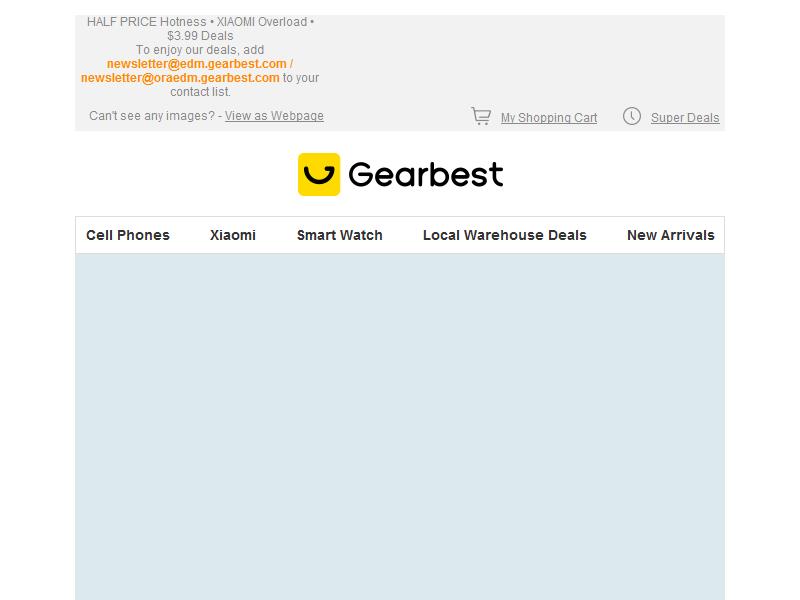 HALF PRICE Hotness • XIAOMI Overload •
$3.99 Deals
To enjoy our deals, add
newsletter@edm.gearbest.com /
newsletter@oraedm.gearbest.com to your
contact list.
Can't see any images? - View as Webpage
My Shopping Cart
Super Deals
Gearbest
Cell Phones
Xiaomi
Smart Watch
Local Warehouse Deals
New Arrivals